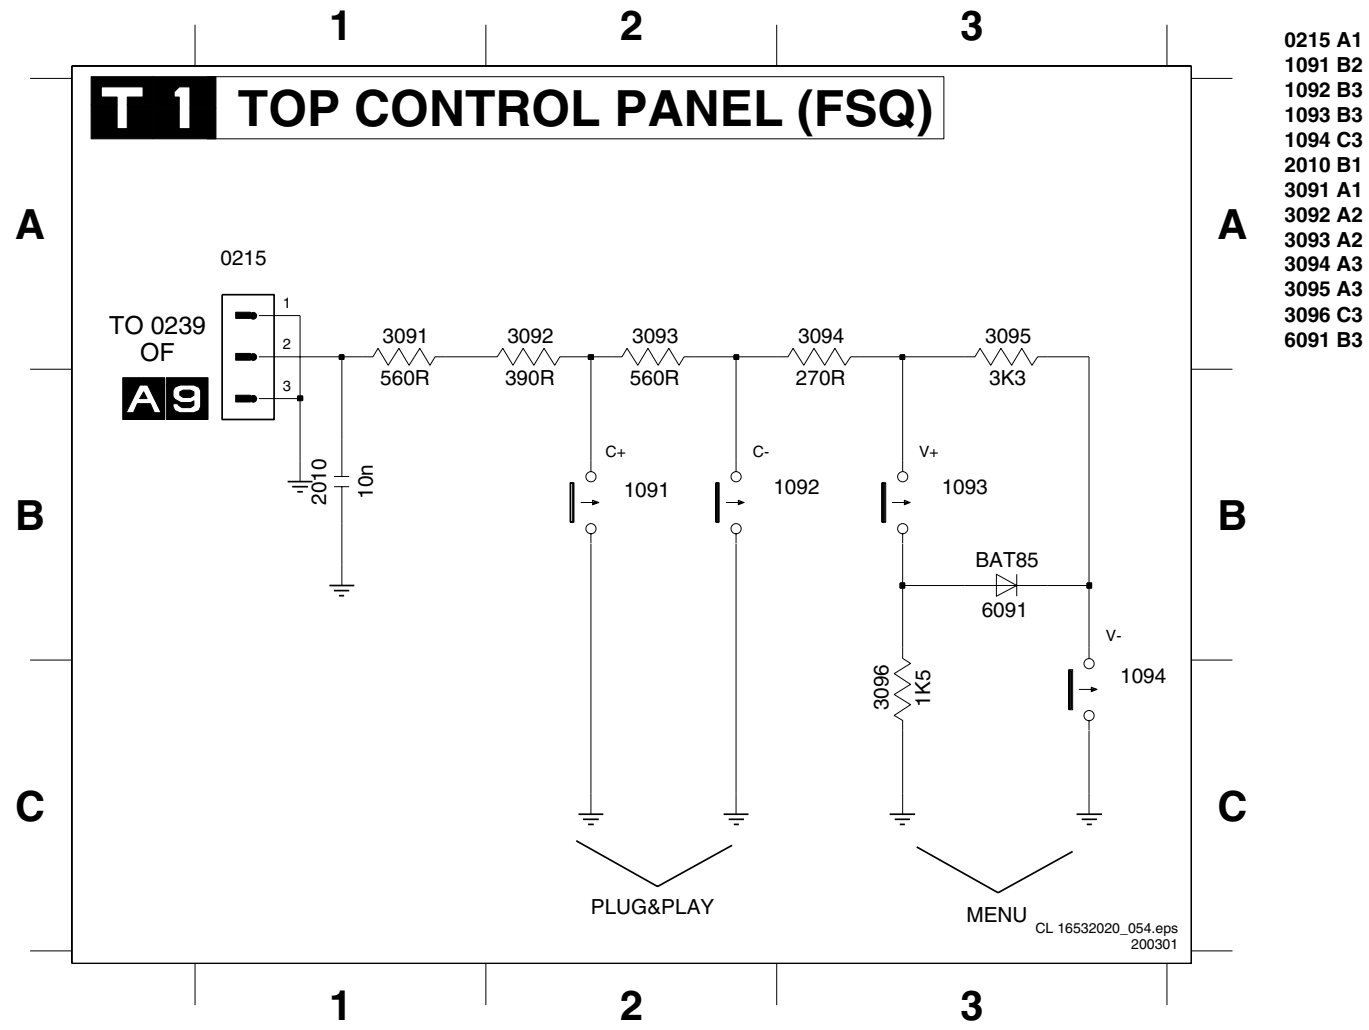 1 2 3
T 1 TOP CONTROL PANEL (FSQ)
0215 A1
1091 B2
1092 B3
1093 B3
1094 C3
2010 B1
3091 A1
3092 A2
3093 A2
3094 A3
3095 A3
3096 C3
6091 B3
A A
0215
TO 0239
OF
A 9
1
2
3
3091
560R
3092
390R
3093
560R
3094
270R
3095
3K3
B B
2010
10n
C+
1091
C-
1092
V+
1093
BAT85
6091
V-
1094
3096
1K5
C C
PLUG&PLAY
MENU
CL 16532020_054.eps
200301
1 2 3